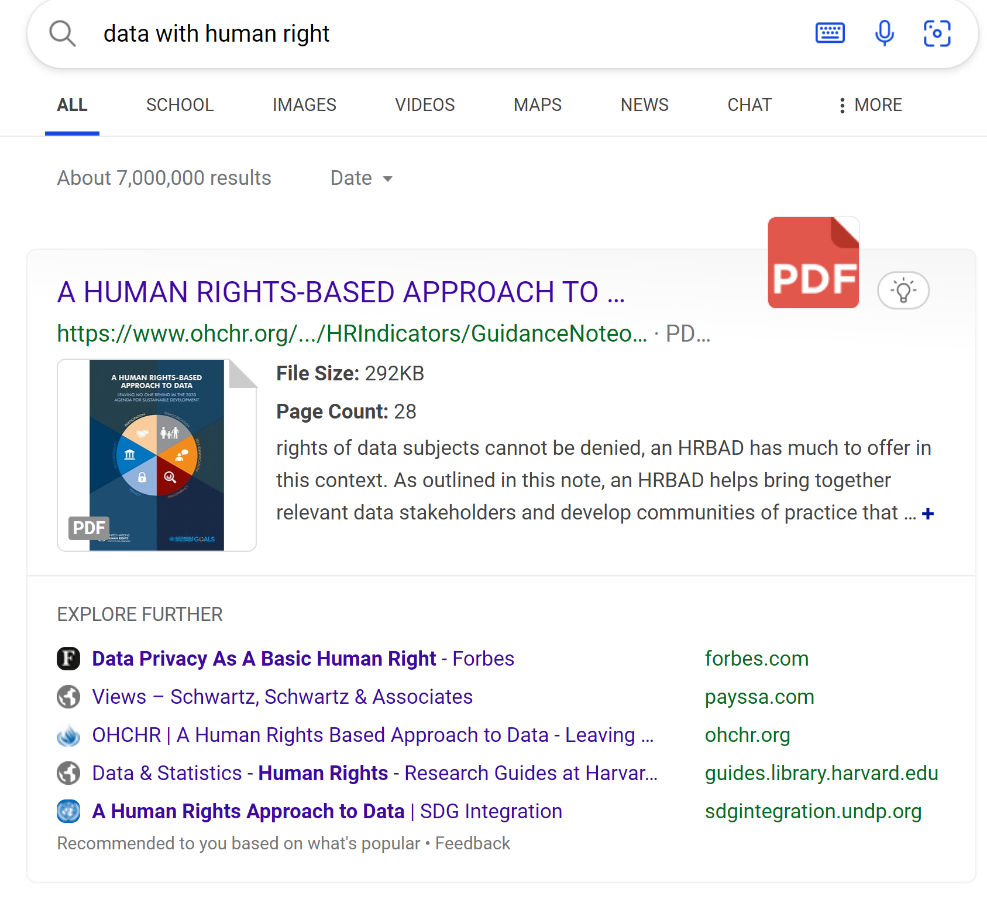 data with human right
ALL SCHOOL IMAGES VIDEOS MAPS NEWS CHAT MORE
About 7,000,000 results Date
PDF
A HUMAN RIGHTS-BASED APPROACH TO ...
https://www.ohchr.org/.../HRIndicators/GuidanceNoteo... · PD...
A HUMAN RIGHTS-BASED
APPROACH TO DATA
LEAVING NO ONE BEHIND IN THE 2030
AGENDA FOR SUSTAINABLE DEVELOPMENT
PDF
GOALS
File Size: 292KB
Page Count: 28
rights of data subjects cannot be denied, an HRBAD has much to offer in
this context. As outlined in this note, an HRBAD helps bring together
relevant data stakeholders and develop communities of practice that ... +
EXPLORE FURTHER
F Data Privacy As A Basic Human Right - Forbes forbes.com
Views – Schwartz, Schwartz & Associates payssa.com
OHCHR | A Human Rights Based Approach to Data - Leaving ... ohchr.org
Data & Statistics - Human Rights - Research Guides at Harvar... guides.library.harvard.edu
A Human Rights Approach to Data | SDG Integration sdgintegration.undp.org
Recommended to you based on what's popular • Feedback